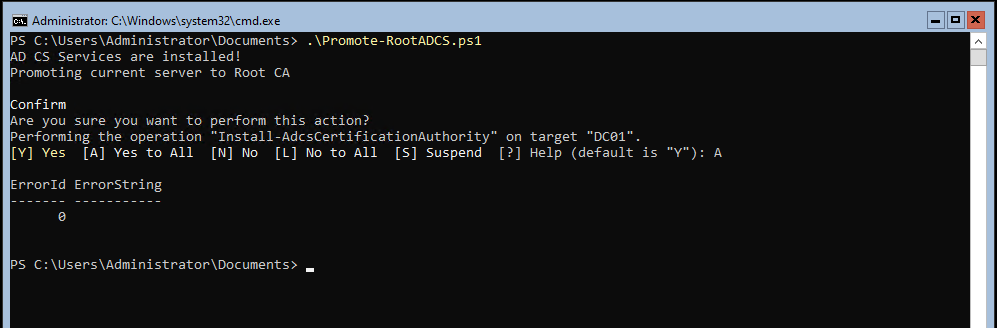 Administrator: C:\Windows\system32\cmd.exe
PS C:\Users\Administrator\Documents> .\Promote-RootADCS.ps1
AD CS Services are installed!
Promoting current server to Root CA
Confirm
Are you sure you want to perform this action?
Performing the operation "Install-AdcsCertificationAuthority" on target "DC01".
[Y] Yes  [A] Yes to All  [N] No  [L] No to All  [S] Suspend  [?] Help (default is "Y"): A
ErrorId ErrorString
------- -----------
      0
PS C:\Users\Administrator\Documents>